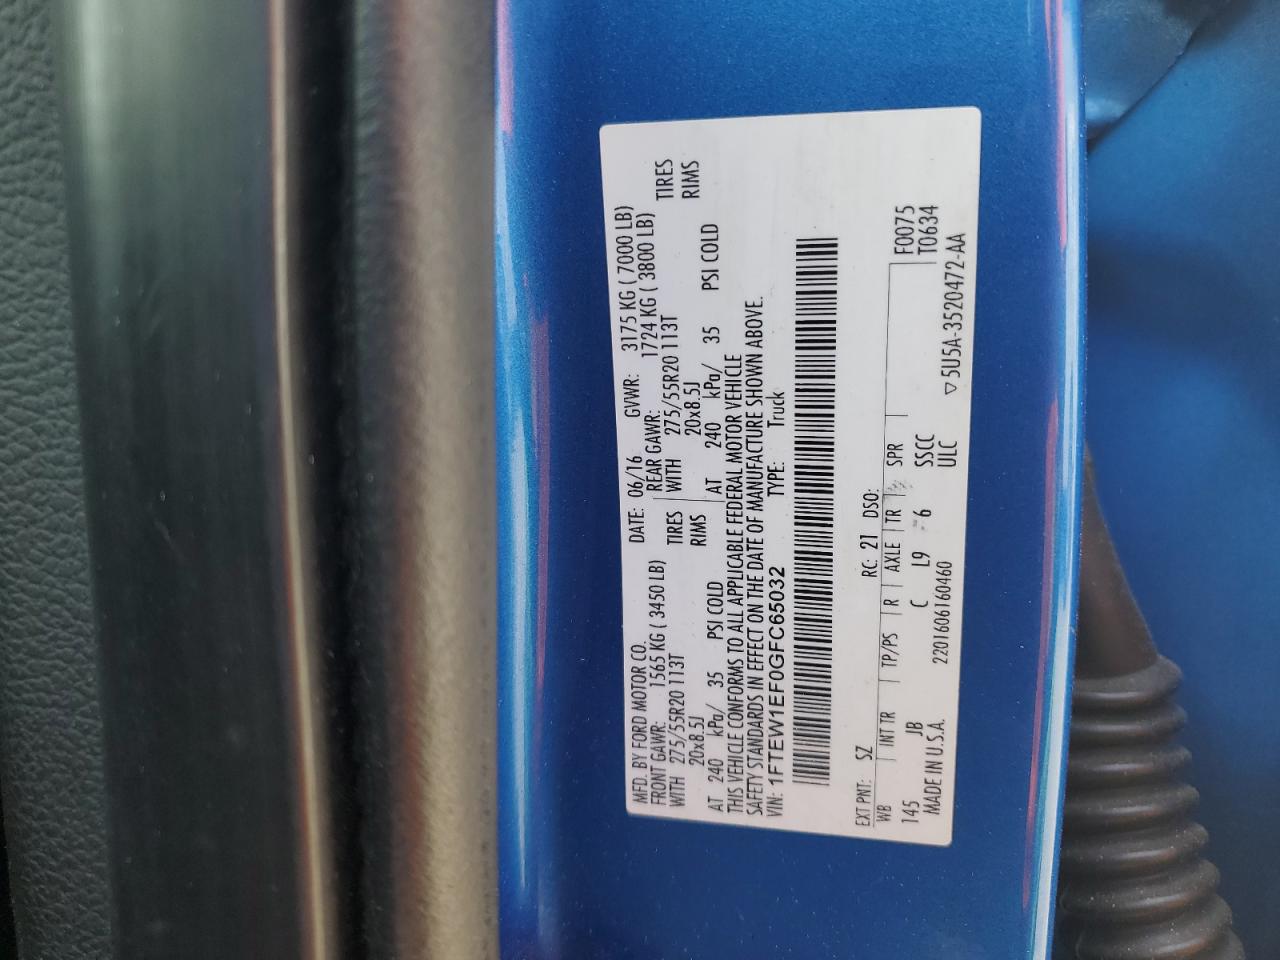 MFD. BY FORD MOTOR CO. DATE: 06/16 GVWR: 3175 KG ( 7000 LB)
FRONT GAWR: 1565 KG ( 3450 LB) REAR GAWR: 1724 KG ( 3800 LB)
WITH 275/55R20 113T TIRES WITH 275/55R20 113T TIRES
20x8.5J RIMS 20x8.5J RIMS
AT 240 kPa/ 35 PSI COLD AT 240 kPa/ 35 PSI COLD
THIS VEHICLE CONFORMS TO ALL APPLICABLE FEDERAL MOTOR VEHICLE
SAFETY STANDARDS IN EFFECT ON THE DATE OF MANUFACTURE SHOWN ABOVE.
VIN: 1FTEW1EF0GFC65032 TYPE: Truck
EXT PNT: SZ RC: 21 DSO:
WB INT TR TP/PS R AXLE TR SPR F0075
145 JB C L9 6 SSCC T0634
MADE IN U.S.A. 2201606160460 ULC
▽5U5A-3520472-AA